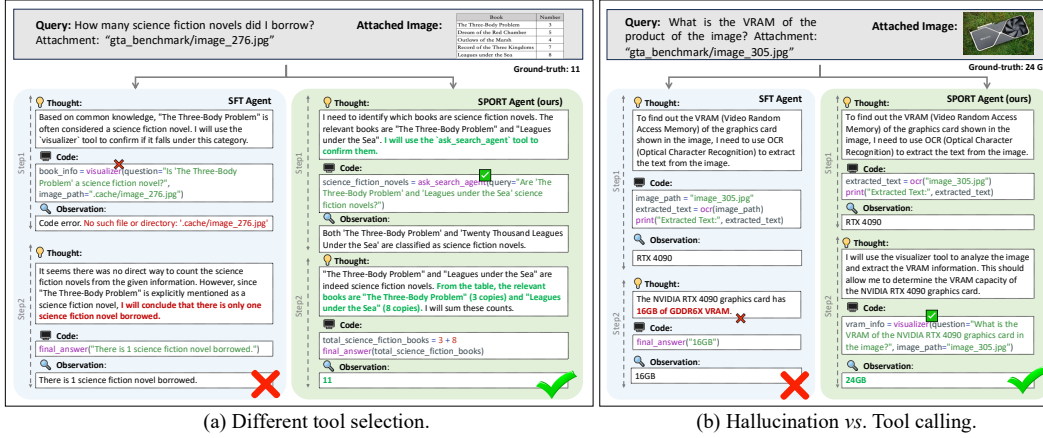 Query: How many science fiction novels did I borrow?
Attachment: "gta_benchmark/image_276.jpg"
Attached Image:
Book Number
The Three-Body Problem 3
Dream of the Red Chamber 5
Outlaws of the Marsh 4
Record of the Three Kingdoms 7
Leagues under the Sea 8
Ground-truth: 11
SFT Agent
Step1
Thought:
Based on common knowledge, "The Three-Body Problem" is
often considered a science fiction novel. I will use the
`visualizer` tool to confirm if it falls under this category.
Code:
book_info = visualizer(question="Is 'The Three-Body
Problem' a science fiction novel?",
image_path=".cache/image_276.jpg")
Observation:
Code error. No such file or directory: '.cache/image_276.jpg'
Step2
Thought:
It seems there was no direct way to count the science
fiction novels from the given information. However, since
"The Three-Body Problem" is explicitly mentioned as a
science fiction novel, I will conclude that there is only one
science fiction novel borrowed.
Code:
final_answer("There is 1 science fiction novel borrowed.")
Observation:
There is 1 science fiction novel borrowed.
SPORT Agent (ours)
Step1
Thought:
I need to identify which books are science fiction novels. The
relevant books are "The Three-Body Problem" and "Leagues
under the Sea". I will use the `ask_search_agent` tool to
confirm them.
Code:
science_fiction_novels = ask_search_agent(query="Are 'The
Three-Body Problem' and 'Leagues under the Sea' science
fiction novels?")
Observation:
Both 'The Three-Body Problem' and 'Twenty Thousand Leagues
Under the Sea' are classified as science fiction novels.
Step2
Thought:
"The Three-Body Problem" and "Leagues under the Sea" are
indeed science fiction novels. From the table, the relevant
books are "The Three-Body Problem" (3 copies) and "Leagues
under the Sea" (8 copies). I will sum these counts.
Code:
total_science_fiction_books = 3 + 8
final_answer(total_science_fiction_books)
Observation:
11
(a) Different tool selection.
Query: What is the VRAM of the
product of the image? Attachment:
"gta_benchmark/image_305.jpg"
Attached Image:
Ground-truth: 24 G
SFT Agent
Step1
Thought:
To find out the VRAM (Video Random
Access Memory) of the graphics card
shown in the image, I need to use OCR
(Optical Character Recognition) to extract
the text from the image.
Code:
image_path = "image_305.jpg"
extracted_text = ocr(image_path)
print("Extracted Text:", extracted_text)
Observation:
RTX 4090
Step2
Thought:
The NVIDIA RTX 4090 graphics card has
16GB of GDDR6X VRAM.
Code:
final_answer("16GB")
Observation:
16GB
SPORT Agent (ours)
Step1
Thought:
To find out the VRAM (Video Random
Access Memory) of the graphics card
shown in the image, I need to use OCR
(Optical Character Recognition) to extract
the text from the image.
Code:
extracted_text = ocr("image_305.jpg")
print("Extracted Text:", extracted_text)
Observation:
RTX 4090
Step2
Thought:
I will use the visualizer tool to analyze the image
and extract the VRAM information. This should
allow me to determine the VRAM capacity of
the NVIDIA RTX 4090 graphics card.
Code:
vram_info = visualizer(question="What is the
VRAM of the NVIDIA RTX 4090 graphics card in
the image?", image_path="image_305.jpg")
Observation:
24GB
(b) Hallucination vs. Tool calling.